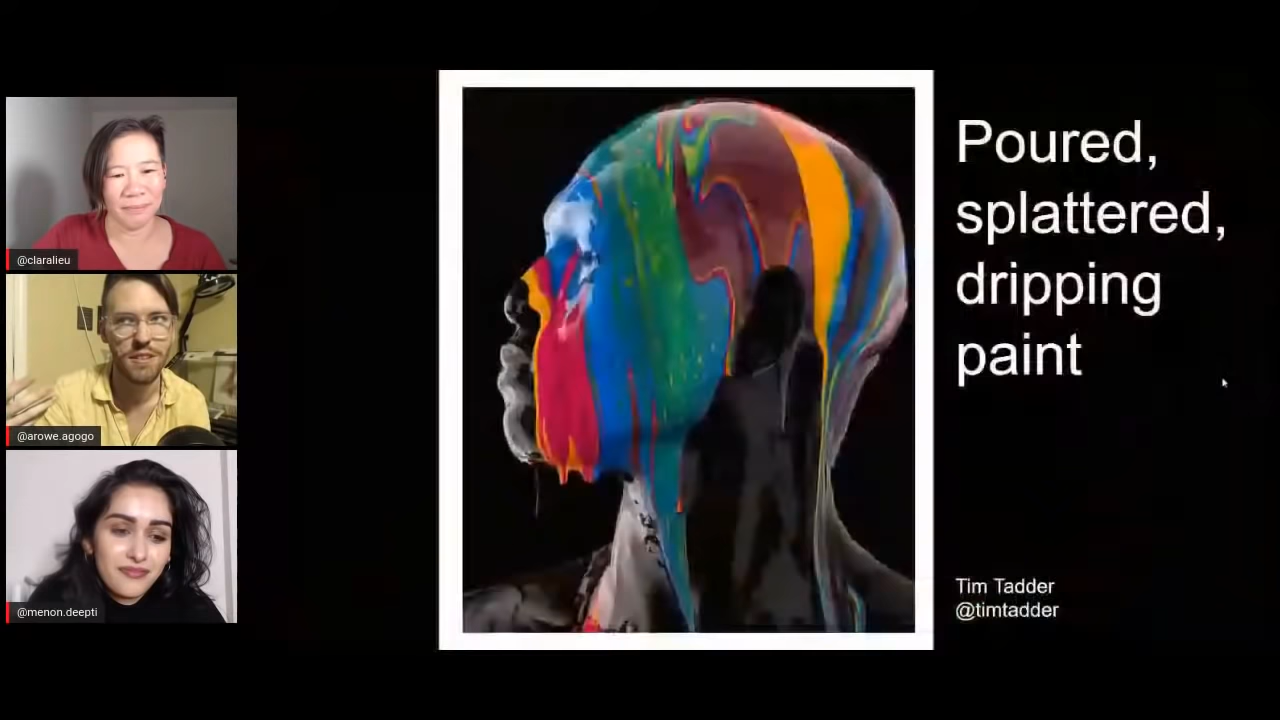 @claralieu
@arowe.agogo
@menon.deepti
Poured,
splattered,
dripping
paint
Tim Tadder
@timtadder